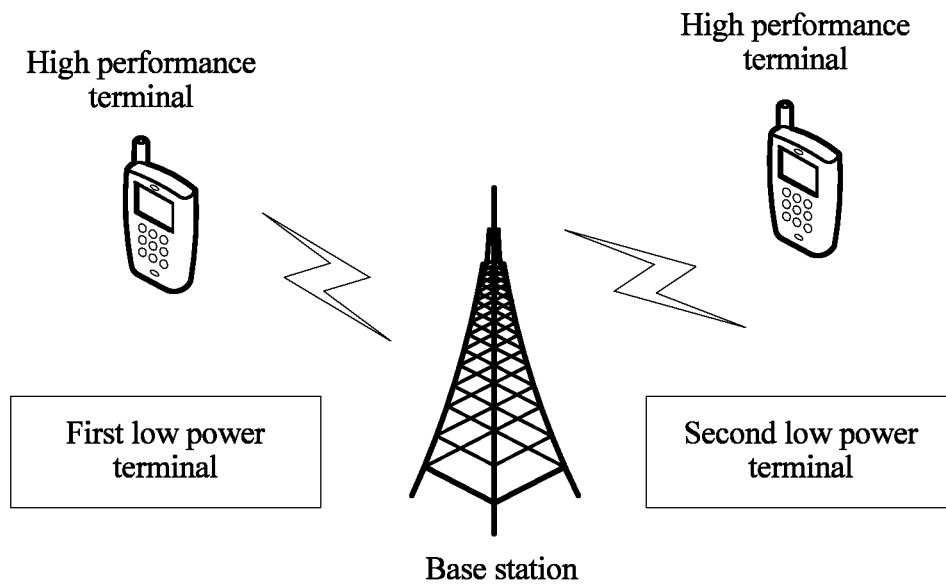 High performance
terminal
High performance
terminal
First low power
terminal
Second low power
terminal
Base station